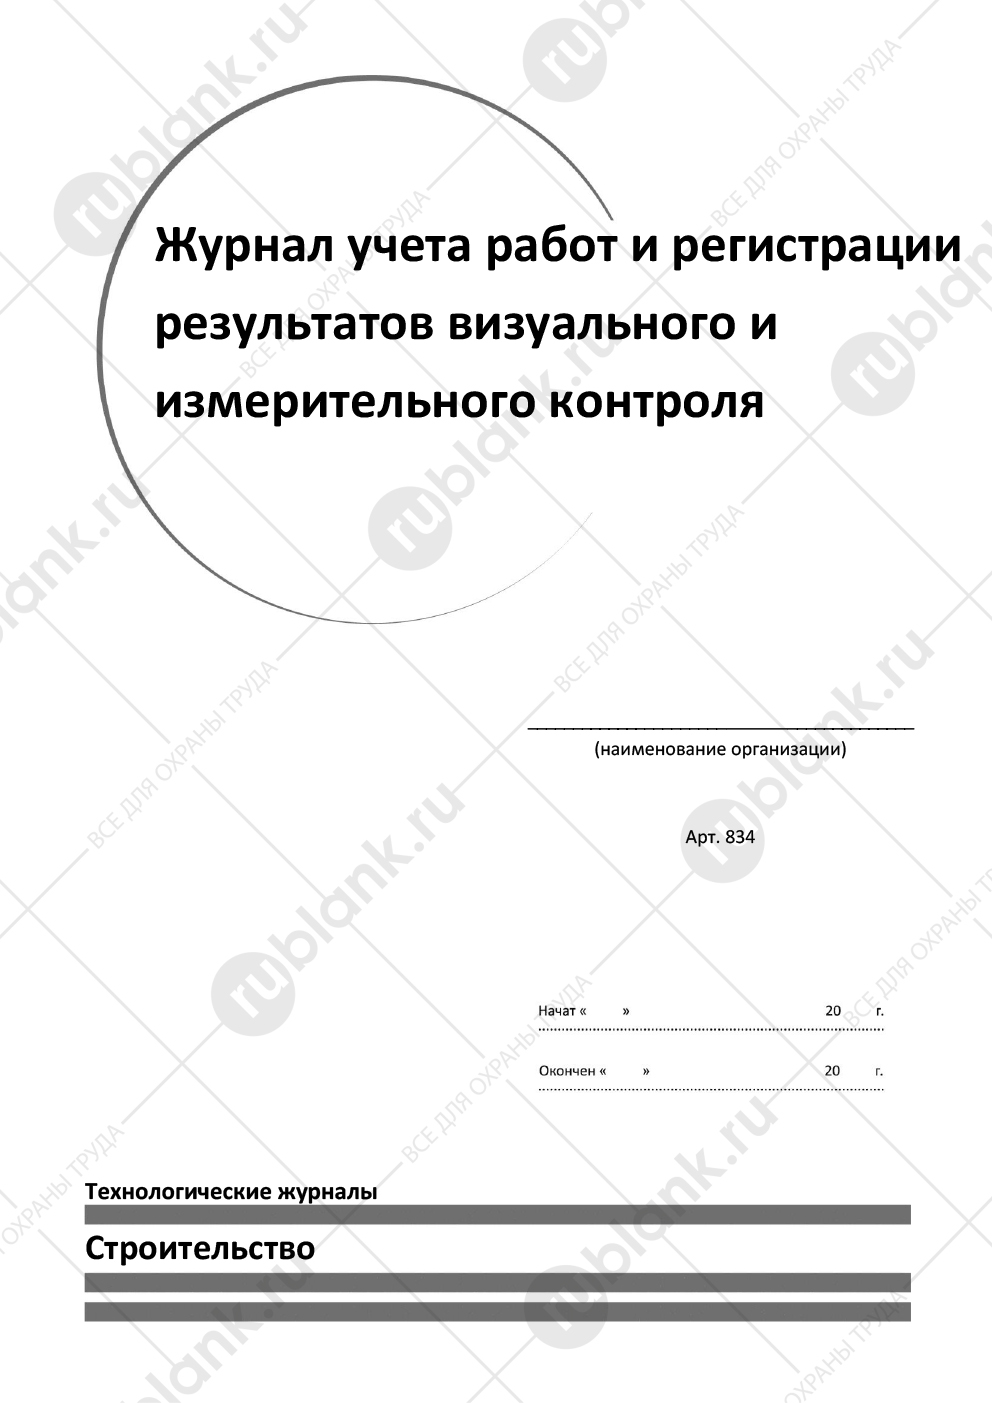 Журнал учета работ и регистрации
результатов визуального и
измерительного контроля
(наименование организации)
Арт. 834
Начат « » 20 г.
Окончен « » 20 г.
Технологические журналы
Строительство
rublank.ru
ВСЕ ДЛЯ ОХРАНЫ ТРУДА